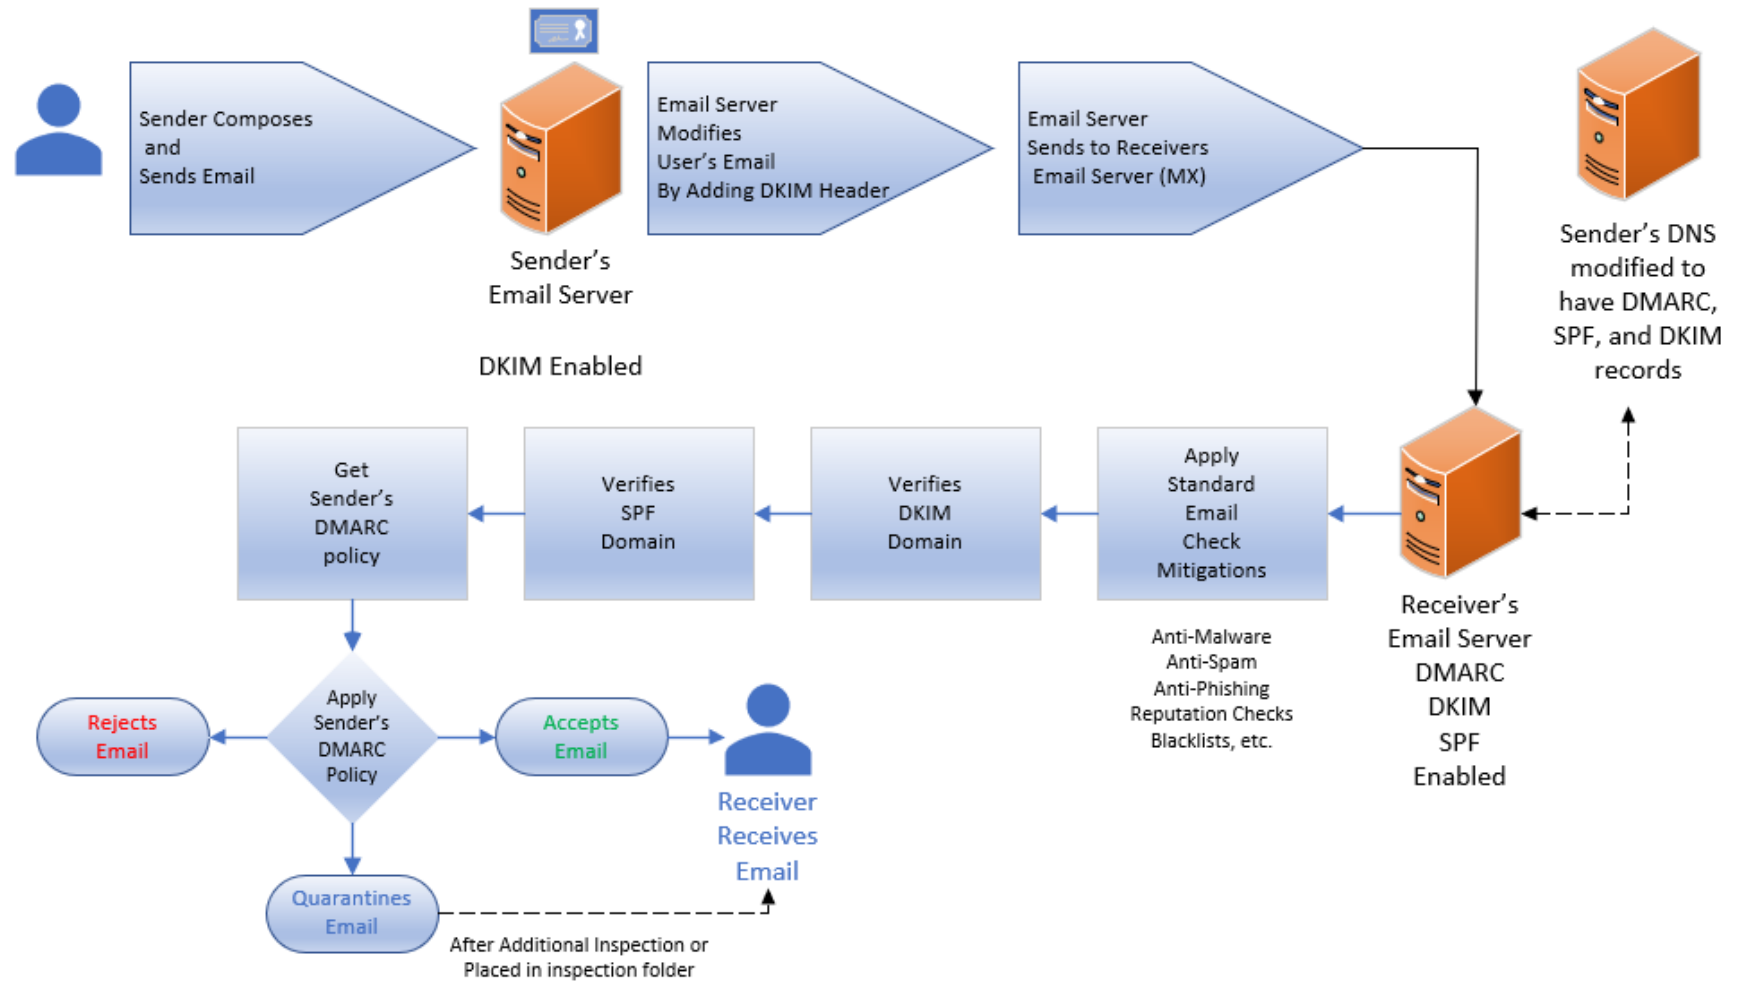 Sender Composes
and
Sends Email
Sender’s
Email Server
DKIM Enabled
Email Server
Modifies
User’s Email
By Adding DKIM Header
Email Server
Sends to Receivers
Email Server (MX)
Sender’s DNS
modified to
have DMARC,
SPF, and DKIM
records
Receiver’s
Email Server
DMARC
DKIM
SPF
Enabled
Apply
Standard
Email
Check
Mitigations
Anti-Malware
Anti-Spam
Anti-Phishing
Reputation Checks
Blacklists, etc.
Verifies
DKIM
Domain
Verifies
SPF
Domain
Get
Sender’s
DMARC
policy
Apply
Sender’s
DMARC
Policy
Rejects
Email
Accepts
Email
Receiver
Receives
Email
Quarantines
Email
After Additional Inspection or
Placed in inspection folder